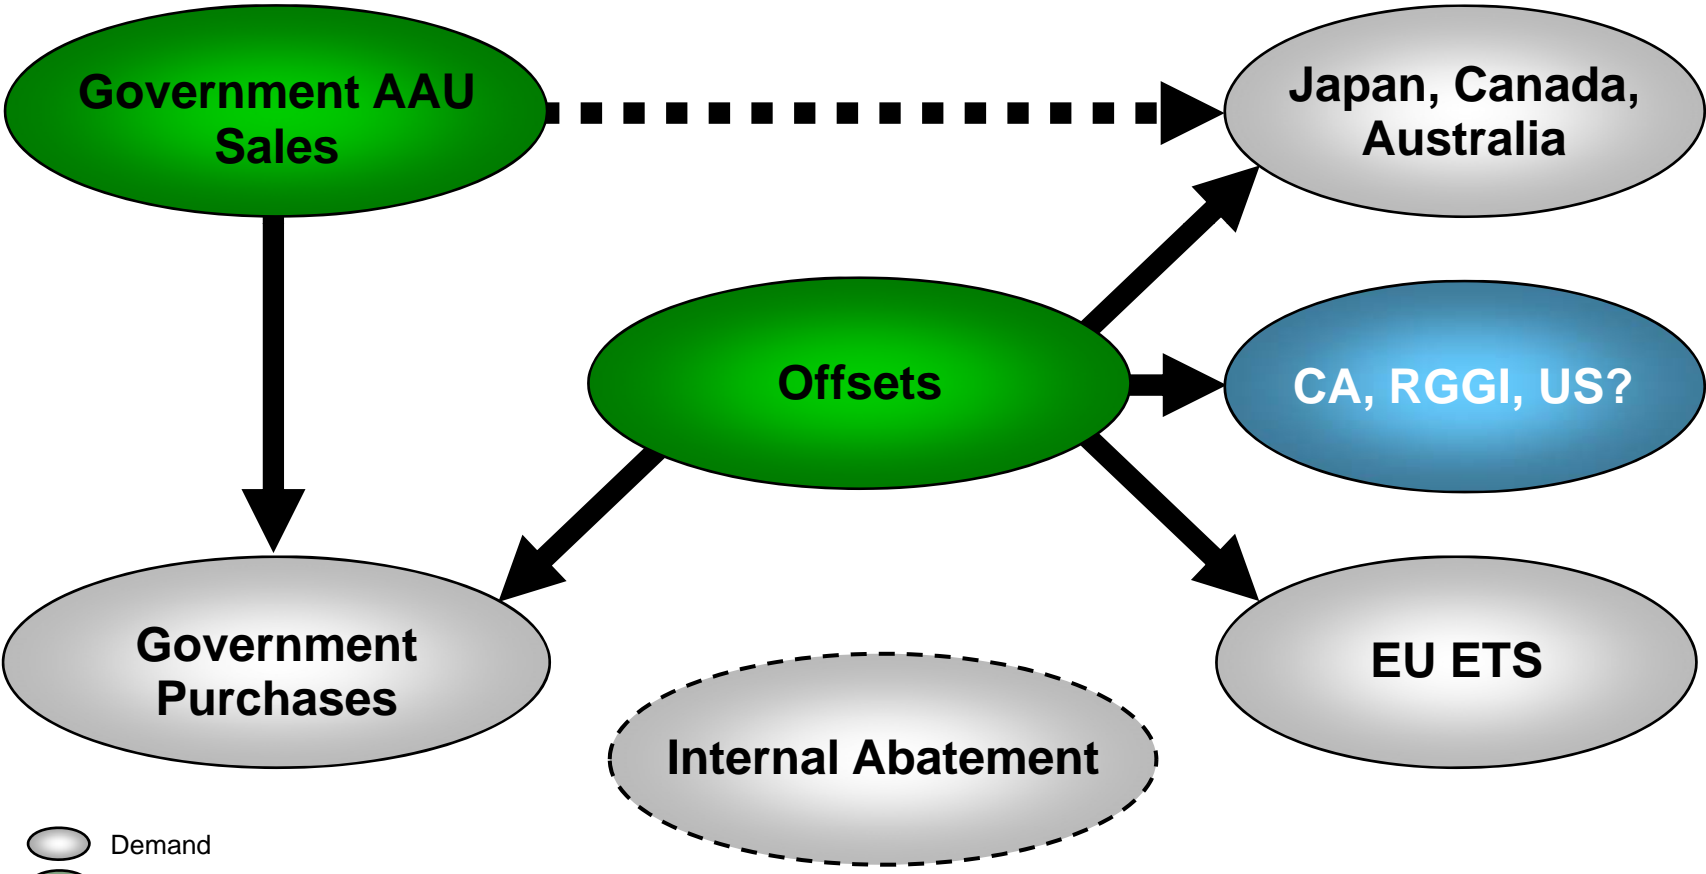 Government AAU
Sales
Japan, Canada,
Australia
Offsets
CA, RGGI, US?
Government
Purchases
EU ETS
Internal Abatement
Demand